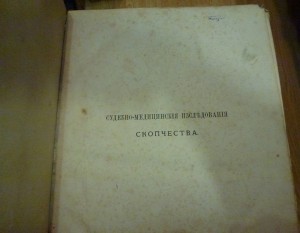 СУДЕБНО-МЕДИЦИНСКІЯ ИЗСЛѢДОВАНІЯ
СКОПЧЕСТВА.